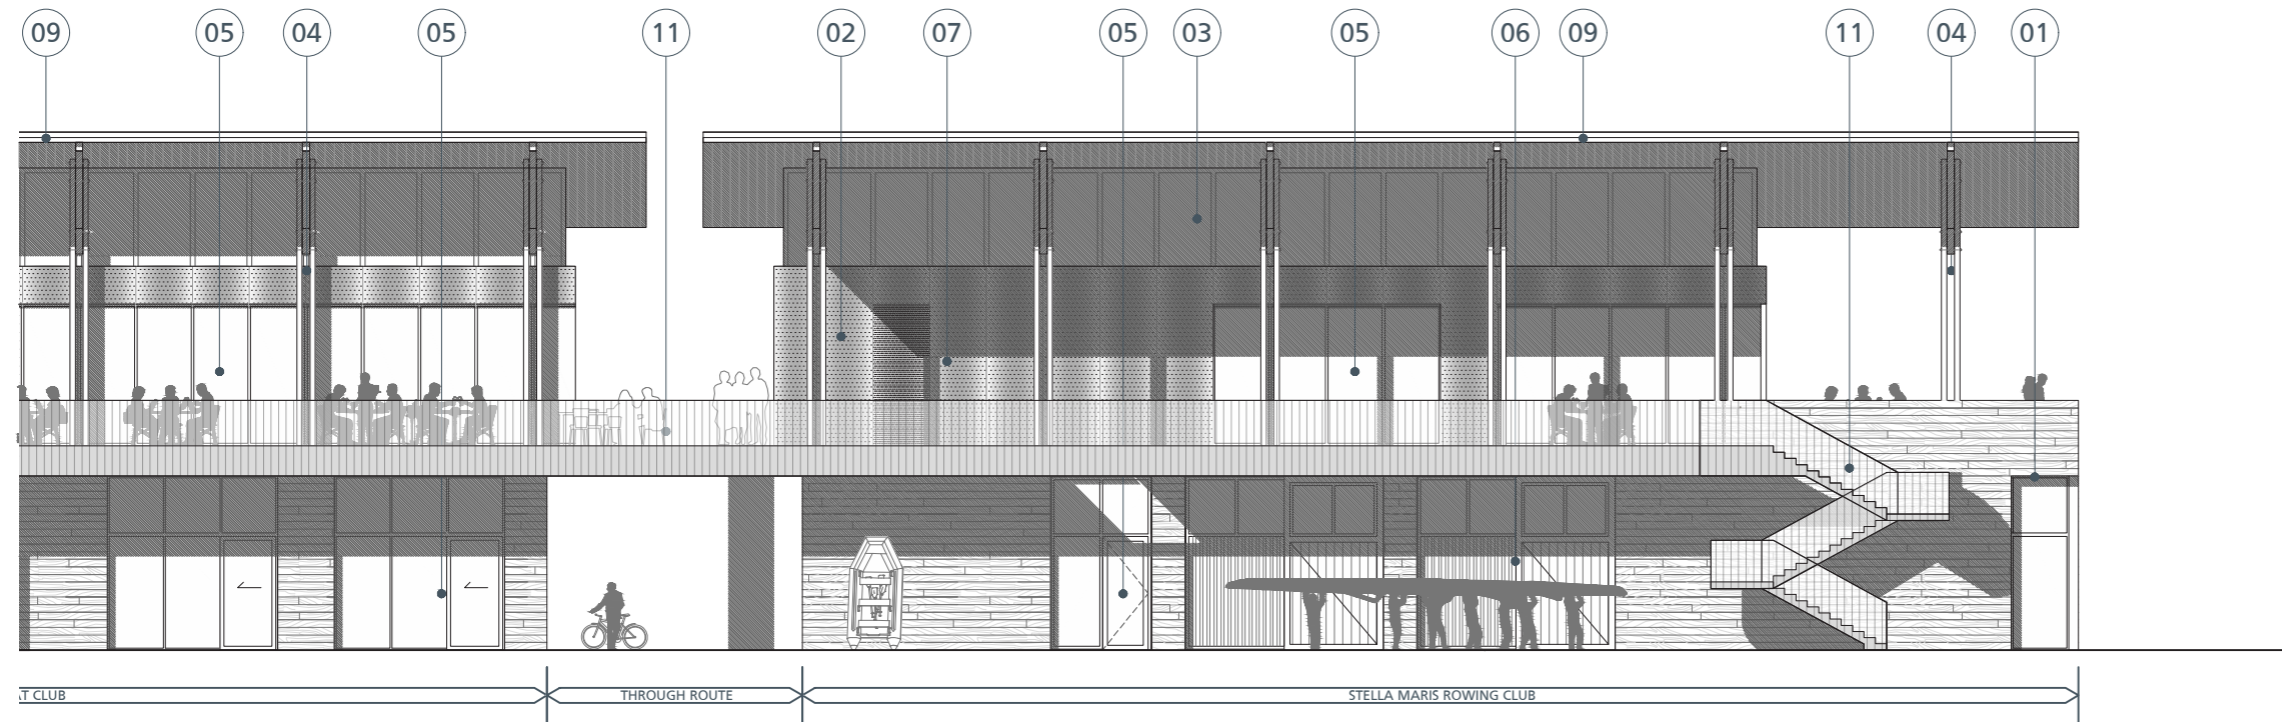 09 05 04 05 11 02 07 05 03 05 06 09 11 04 01
T CLUB THROUGH ROUTE STELLA MARIS ROWING CLUB